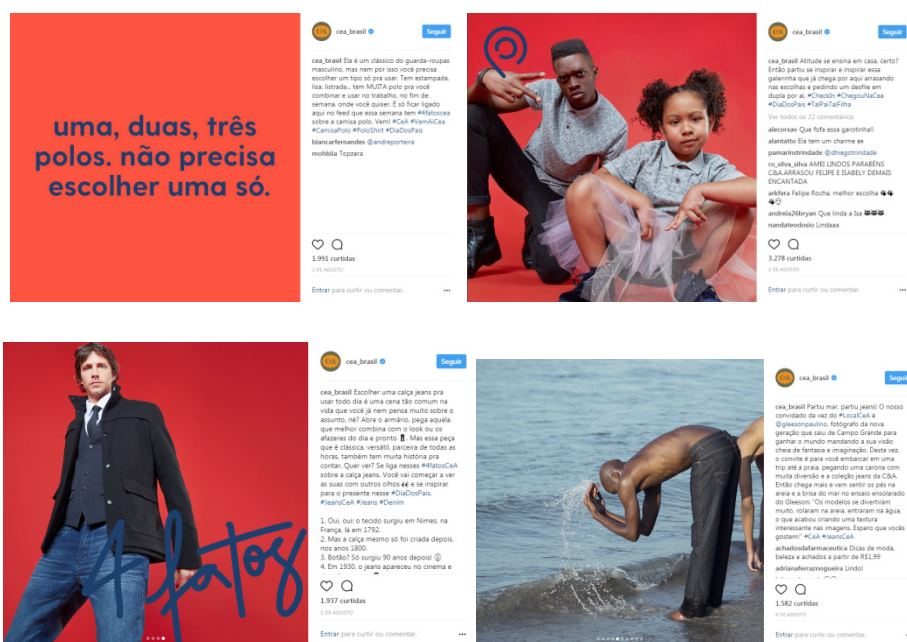 uma, duas, três
polos. não precisa
escolher uma só.
cea_brasil
Seguir
cea_brasil Ela é um clássico do guarda-roupas
masculino, mas nem por isso você precisa
escolher um tipo só pra usar. Tem estampada,
lisa, listrada... tem MUITA polo pra você
combinar e usar no trabalho, no fim de
semana, onde você quiser. É só ficar ligado
aqui no feed que essa semana tem #4fatoscea
sobre a camisa polo. Vem! #CeA #VemAiCea
#CamisaPolo #PoloShirt #DiaDosPais
biancarfernandes @andreporteira
mohbiia Topzera
1.991 curtidas
1 DE AGOSTO
Entrar para curtir ou comentar.
cea_brasil
Seguir
cea_brasil Atitude se ensina em casa, certo?
Então partiu se inspirar e inspirar essa
galerinha que já chega por aqui arrasando
nas escolhas e pedindo um desfile em
dupla por aí. #CheckIn #ChegouNaCea
#DiaDosPais #TalPaiTalFilha
Ver todos os 22 comentários
alecorxav Que fofa essa garotinha!!
alantatto Ela tem um charme
pamarinstrindade @dhiegotrindade
ro_silva_silva AMEI LINDOS PARABÉNS
C&A.ARRASOU FELIPE E ISABELY DEMAIS
ENCANTADA
arkfera Felipe Rocha, melhor escolha
andreia26bryan Que linda a Isa
nandateodosio Lindaaa
3.278 curtidas
2 DE AGOSTO
Entrar para curtir ou comentar.
4fatos
cea_brasil
Seguir
cea_brasil Escolher uma calça jeans pra
usar todo dia é uma cena tão comum na
vida que você já nem pensa muito sobre o
assunto, né? Abre o armário, pega aquela
que melhor combina com o look ou os
afazeres do dia e pronto. Mas essa peça
que é clássica, versátil, parceira de todas as
horas, também tem muita história pra
contar. Quer ver? Se liga nesses #4fatosCeA
sobre a calça jeans. Você vai começar a ver
as suas com outros olhos e se inspirar
para o presente nesse #DiaDosPais.
#JeansCeA #Jeans #Denim
1. Oui, oui: o tecido surgiu em Nimes, na
França, lá em 1792.
2. Mas a calça mesmo só foi criada depois,
nos anos 1800.
3. Botão? Só surgiu 90 anos depois!
4. Em 1930, o jeans apareceu no cinema e
1.937 curtidas
3 DE AGOSTO
Entrar para curtir ou comentar.
cea_brasil
Seguir
cea_brasil Partiu mar, partiu jeans! O nosso
convidado da vez do #LocalCeA é
@gleesonpaulino, fotógrafo da nova
geração que saiu de Campo Grande para
ganhar o mundo mandando a sua visão
cheia de fantasia e imaginação. Desta vez,
o convite é para você embarcar em uma
trip até a praia, pegando uma carona com
muita diversão e a coleção jeans da C&A.
Então chega mais e vem sentir os pés na
areia e a brisa do mar no ensaio ensolarado
do Gleeson: "Os modelos se divertiram
muito, rolaram na areia, entraram na água,
o que acabou criando uma textura
interessante nas imagens. Espero que vocês
gostem!" #CeA #JeansCeA
achadosdafarmaceutica Dicas de moda,
beleza e achados a partir de R$1,99
adrianaferraznogueira Lindo!
1.582 curtidas
4 DE AGOSTO
Entrar para curtir ou comentar.